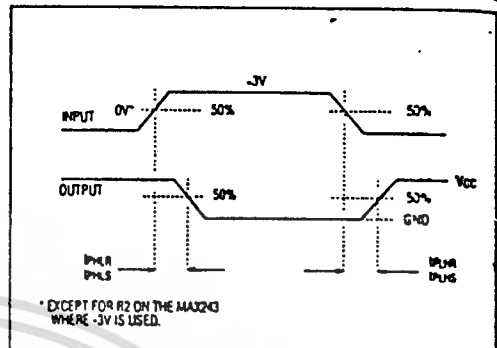 -3V
0V* 50% 50%
INPUT
OUTPUT
VCC
50% 50%
GND
tPHLR tPLHR
tPHLS tPLHS
* EXCEPT FOR R2 ON THE MAX243
WHERE -3V IS USED.